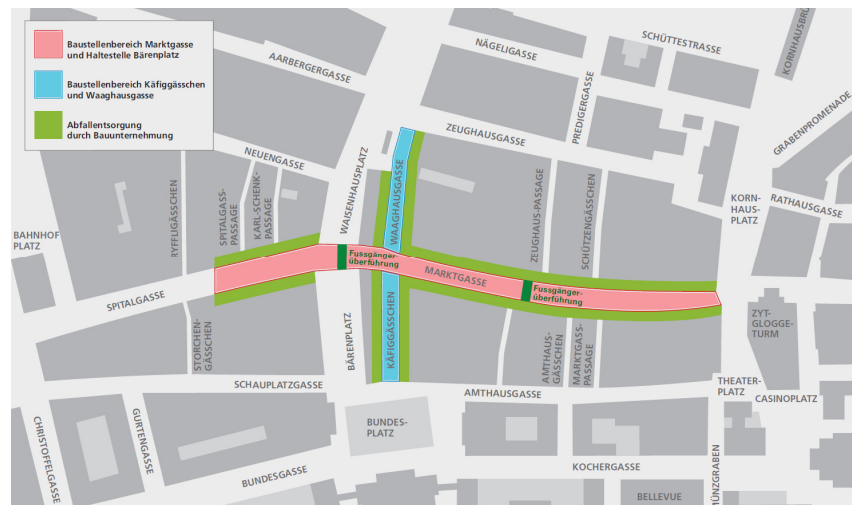 Baustellenbereich Marktgasse
und Haltestelle Bärenplatz
Baustellenbereich Käfiggässchen
und Waaghausgasse
Abfallentsorgung
durch Bauunternehmung
AARBERGERGASSE
NÄGELIGASSE
SCHÜTTESTRASSE
KORNHAUSBRÜ
PREDIGERGASSE
ZEUGHAUSGASSE
GRABENPROMENADE
NEUENGASSE
WAISENHAUSPLATZ
WAAGHAUSGASSE
RYFFLIGÄSSCHEN
SPITALGASS-
PASSAGE
KARL-SCHENK-
PASSAGE
ZEUGHAUS-PASSAGE
SCHÜTZENGÄSSCHEN
KORN-
HAUS-
PLATZ
RATHAUSGASSE
BAHNHOF
PLATZ
Fussgänger-
überführung
MARKTGASSE
Fussgänger-
überführung
SPITALGASSE
STORCHEN-
GÄSSCHEN
BÄRENPLATZ
KÄFIGGÄSSCHEN
AMTHAUS-
GÄSSCHEN
MARKTGASS-
PASSAGE
ZYT-
GLOGGE-
TURM
SCHAUPLATZGASSE
AMTHAUSGASSE
THEATER-
PLATZ
CASINOPLATZ
CHRISTOFFELGASSE
GURTENGASSE
BUNDES-
PLATZ
BUNDESGASSE
KOCHERGASSE
BELLEVUE
MÜNZGRABEN